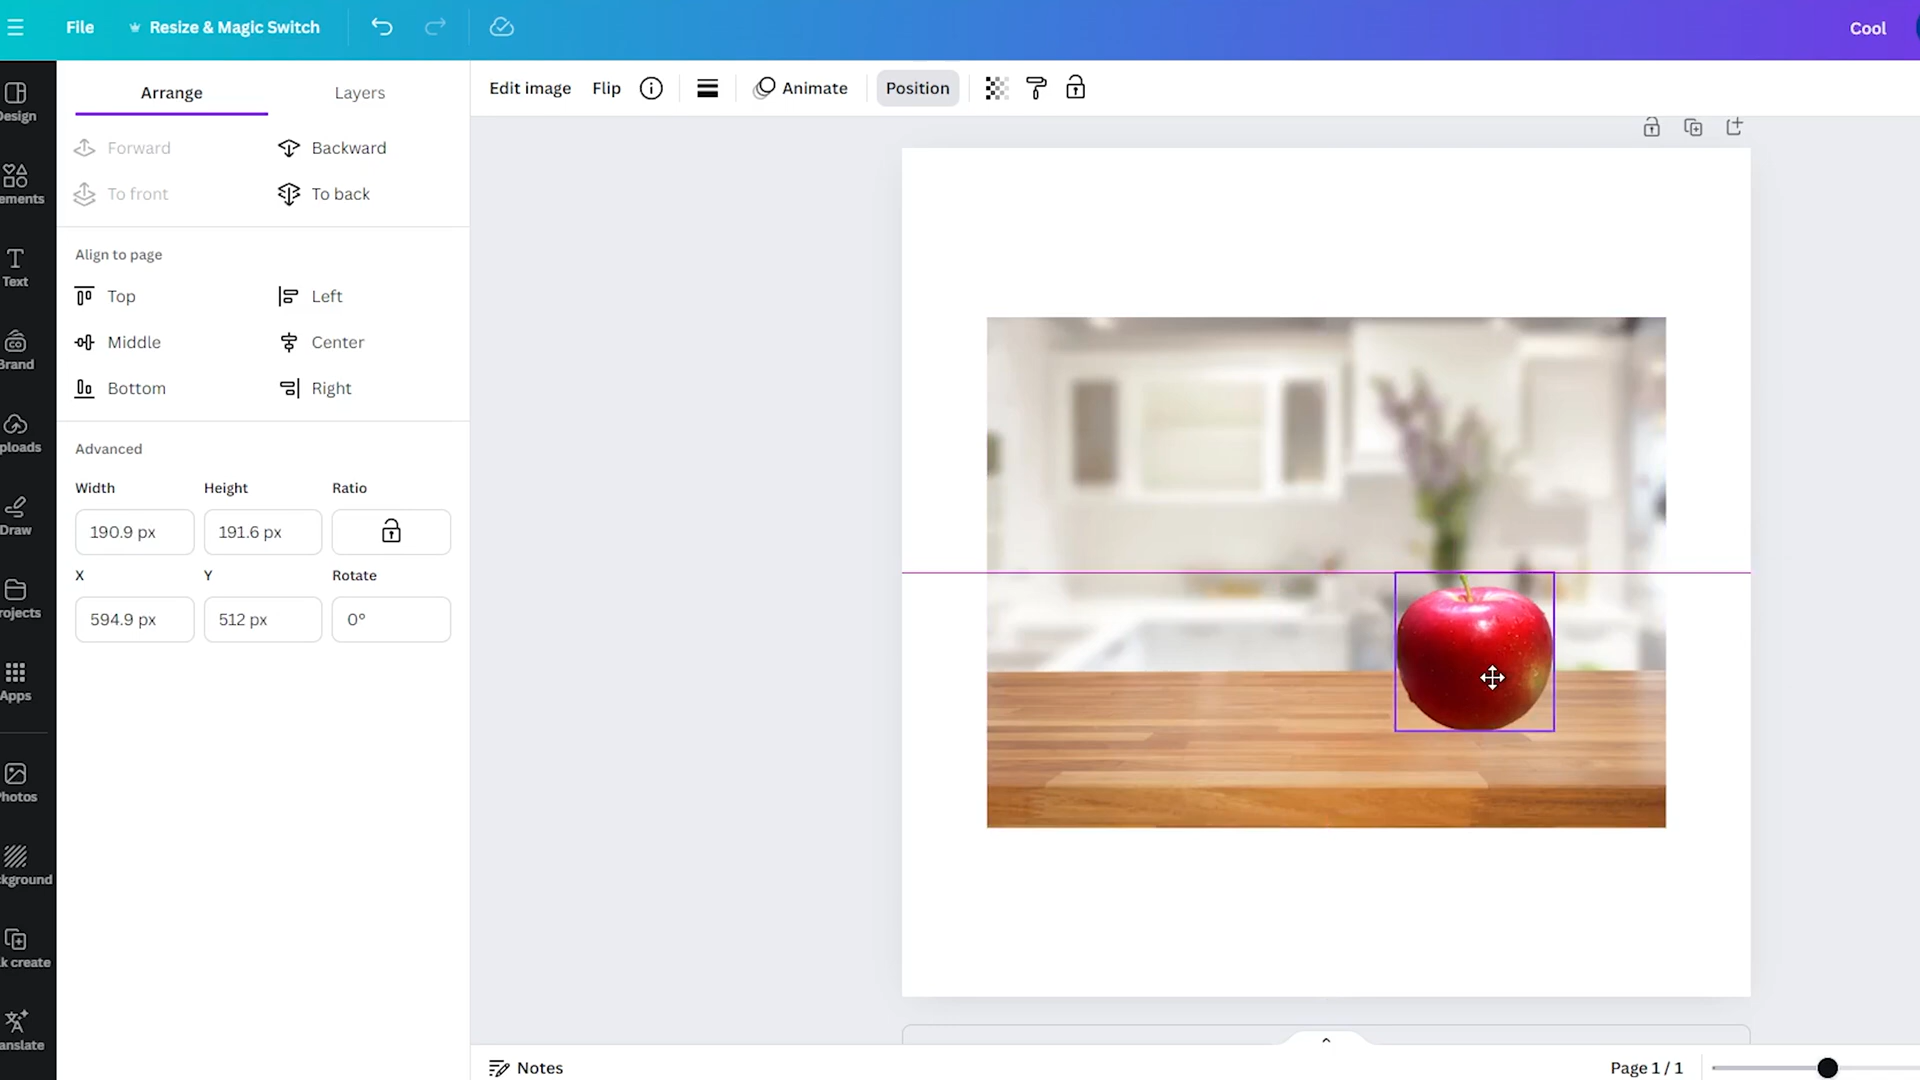 File Resize & Magic Switch Cool
Edit image Flip Animate Position
Arrange Layers
Forward Backward
To front To back
Align to page
Top Left
Middle Center
Bottom Right
Advanced
Width Height Ratio
190.9 px 191.6 px
X Y Rotate
594.9 px 512 px 0°
Design
ements
Text
Brand
ploads
Draw
rojects
Apps
Photos
kground
k create
anslate
Notes Page 1 / 1